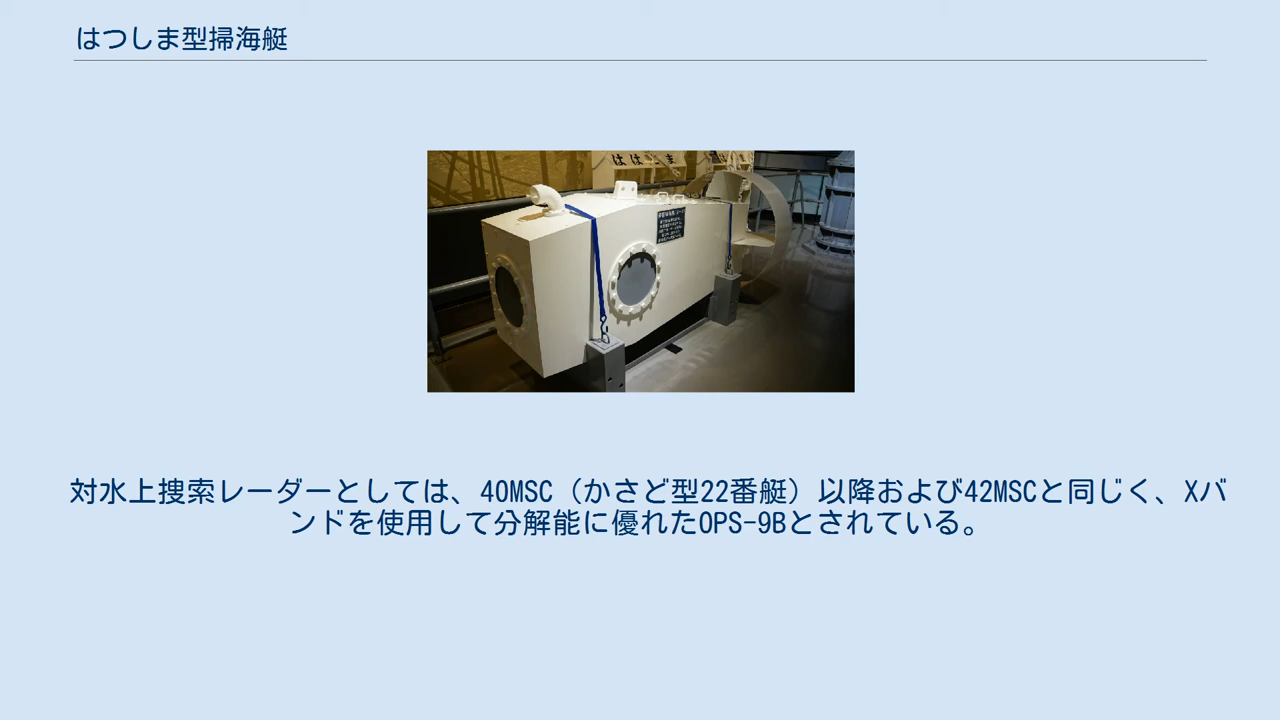 はつしま型掃海艇
対水上捜索レーダーとしては、40MSC（かさど型22番艇）以降および42MSCと同じく、Xバ
ンドを使用して分解能に優れたOPS-9Bとされている。